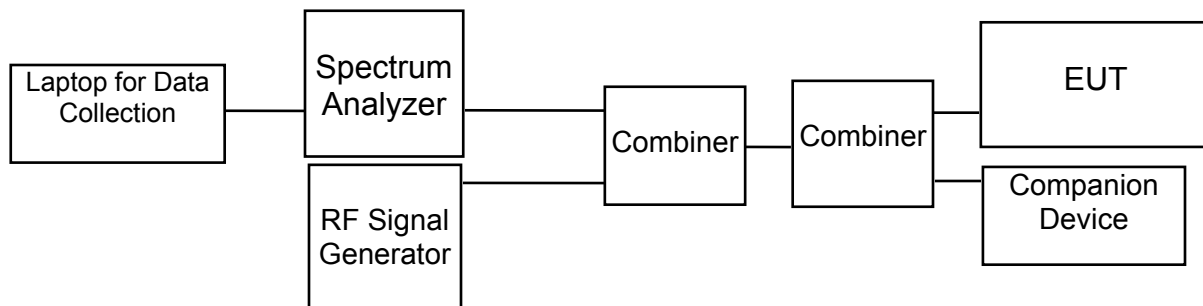 Laptop for Data
Collection
Spectrum
Analyzer
RF Signal
Generator
Combiner
Combiner
EUT
Companion
Device